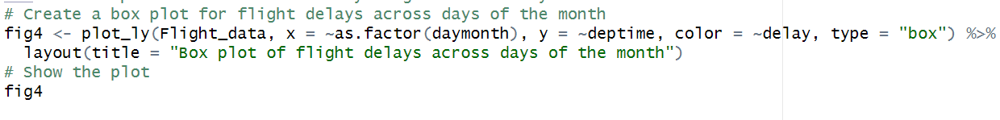 # Create a box plot for flight delays across days of the month
fig4 <- plot_ly(Flight_data, x = ~as.factor(daymonth), y = ~deptime, color = ~delay, type = "box") %>%
  layout(title = "Box plot of flight delays across days of the month")
# Show the plot
fig4